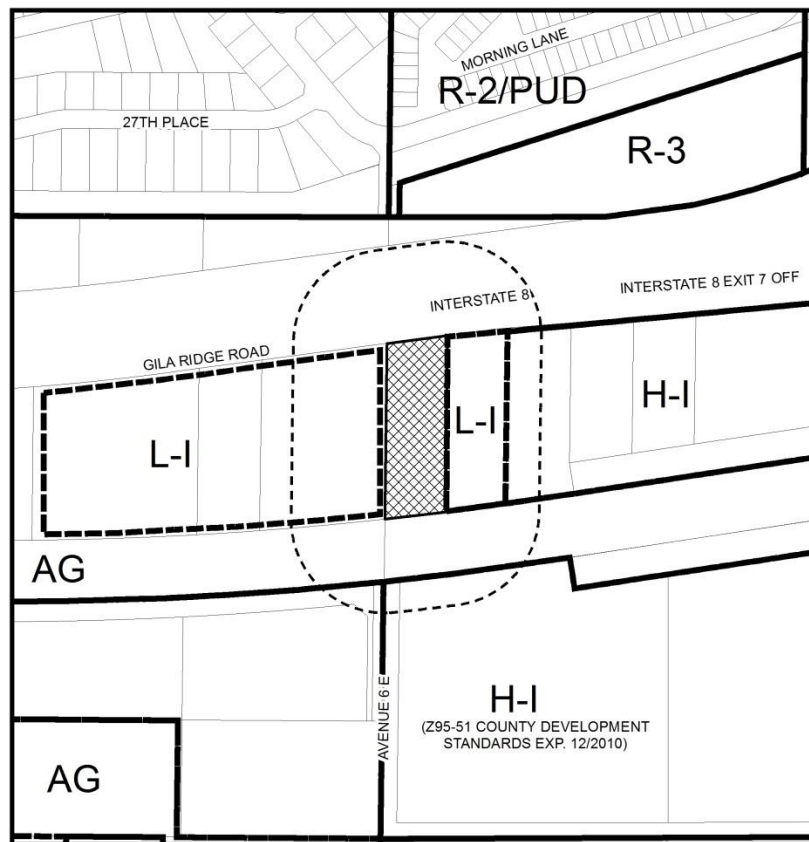 MORNING LANE
R-2/PUD
27TH PLACE
R-3
INTERSTATE 8
INTERSTATE 8 EXIT 7 OFF
GILA RIDGE ROAD
L-I
L-I
H-I
AG
AVENUE 6 E
H-I
(Z95-51 COUNTY DEVELOPMENT
STANDARDS EXP. 12/2010)
AG